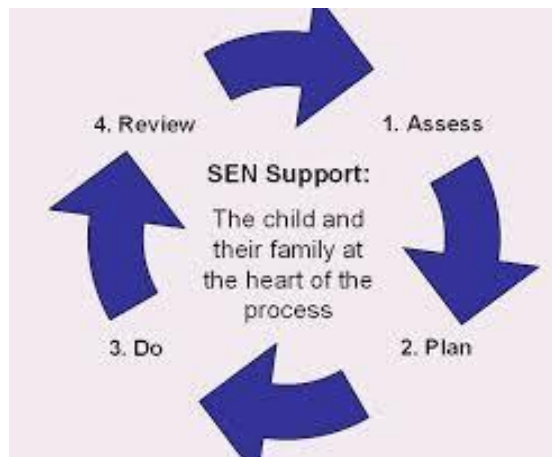 4. Review
1. Assess
SEN Support:
The child and
their family at
the heart of the
process
3. Do
2. Plan